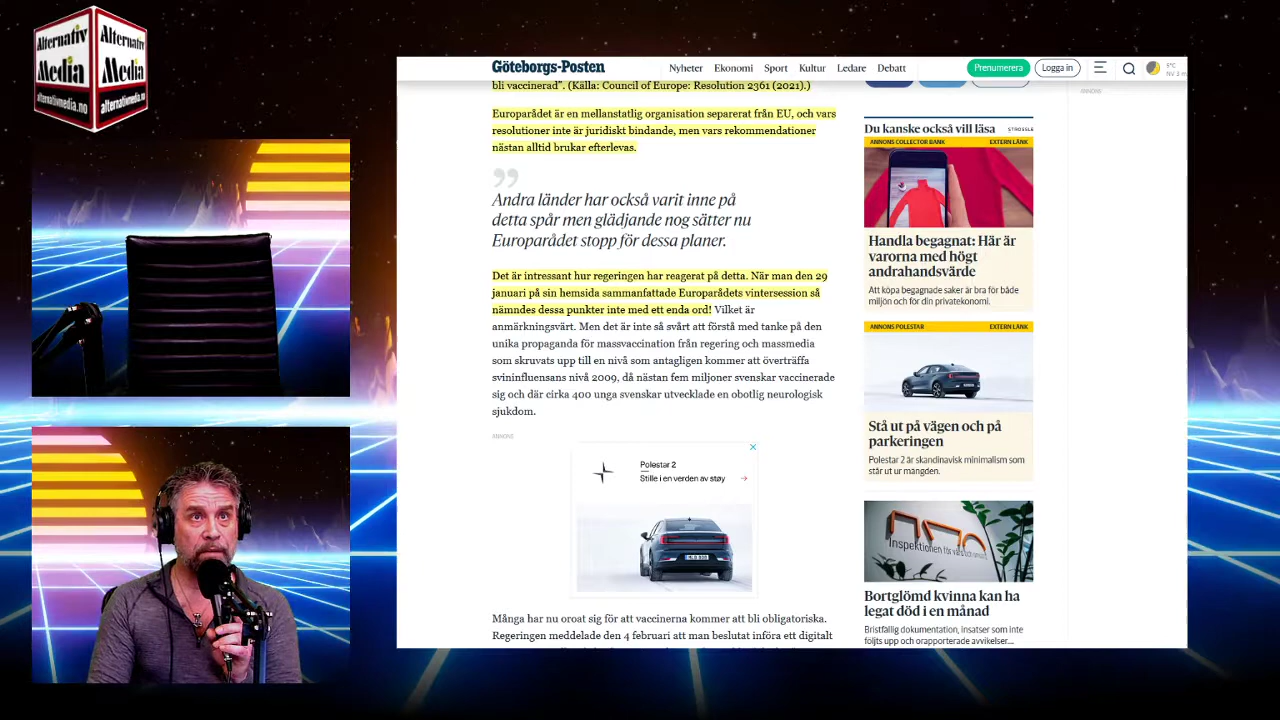 Alternativ
Media
alternativmedia.no
Alternativ
Media
alternativmedia.no
Göteborgs-Posten
Nyheter
Ekonomi
Sport
Kultur
Ledare
Debatt
Prenumerera
Logga in
5°C
bli vaccinerad". (Källa: Council of Europe: Resolution 2361 (2021).)
Europarådet är en mellanstatlig organisation separerat från EU, och vars
resolutioner inte är juridiskt bindande, men vars rekommendationer
nästan alltid brukar efterlevas.
”
Andra länder har också varit inne på
detta spår men glädjande nog sätter nu
Europarådet stopp för dessa planer.
Det är intressant hur regeringen har reagerat på detta. När man den 29
januari på sin hemsida sammanfattade Europarådets vintersession så
nämndes dessa punkter inte med ett enda ord! Vilket är
anmärkningsvärt. Men det är inte så svårt att förstå med tanke på den
unika propaganda för massvaccination från regering och massmedia
som skruvats upp till en nivå som antagligen kommer att överträffa
svininfluensans nivå 2009, då nästan fem miljoner svenskar vaccinerade
sig och där cirka 400 unga svenskar utvecklade en obotlig neurologisk
sjukdom.
ANNONS
Polestar 2
Stille i en verden av støy
Många har nu oroat sig för att vaccinerna kommer att bli obligatoriska.
Regeringen meddelade den 4 februari att man beslutat införa ett digitalt
ANNONS
Du kanske också vill läsa
STROSSLE
ANNONS COLLECTOR BANK
EXTERN LÄNK
Handla begagnat: Här är
varorna med högt
andrahandsvärde
Att köpa begagnade saker är bra för både
miljön och för din privatekonomi.
ANNONS POLESTAR
EXTERN LÄNK
Stå ut på vägen och på
parkeringen
Polestar 2 är skandinavisk minimalism som
står ut ur mängden.
Inspektionen för vård och omsorg
Bortglömd kvinna kan ha
legat död i en månad
Bristfällig dokumentation, insatser som inte
följts upp och orapporterade avvikelser....